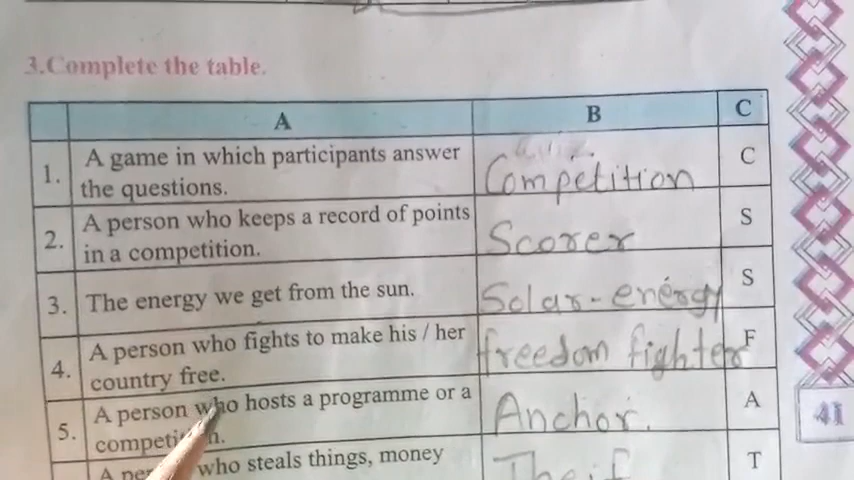 3.Complete the table.
A B C
1. A game in which participants answer the questions. Competition C
2. A person who keeps a record of points in a competition. Scorer S
3. The energy we get from the sun. Solar-energy S
4. A person who fights to make his / her country free. freedom fighter F
5. A person who hosts a programme or a Anchor. A
who steals things, money Theif T
41